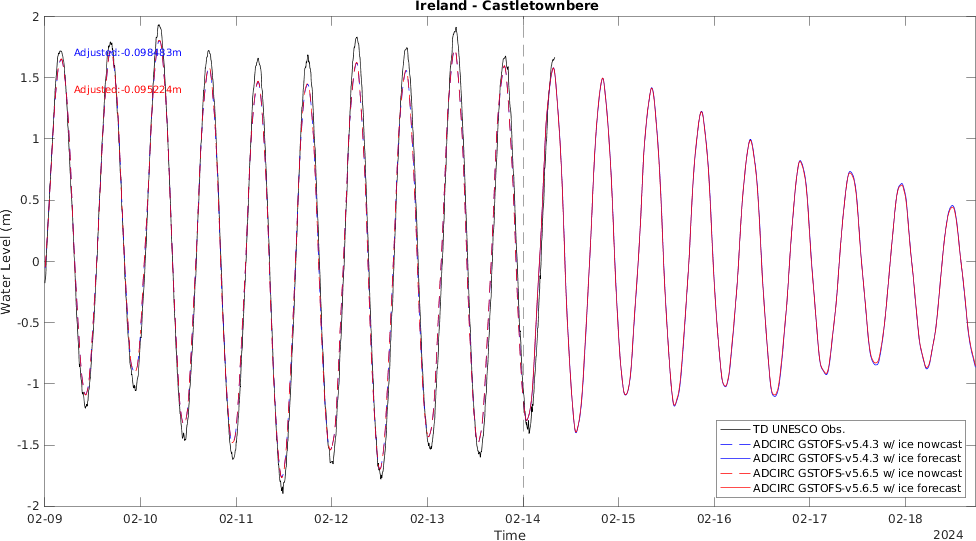 Ireland - Castletownbere
Adjusted:-0.098483m
Adjusted:-0.095224m
Water Level (m)
2
1.5
1
0.5
0
-0.5
-1
-1.5
-2
TD UNESCO Obs.
ADCIRC GSTOFS-v5.4.3 w/ ice nowcast
ADCIRC GSTOFS-v5.4.3 w/ ice forecast
ADCIRC GSTOFS-v5.6.5 w/ ice nowcast
ADCIRC GSTOFS-v5.6.5 w/ ice forecast
02-09 02-10 02-11 02-12 02-13 02-14 02-15 02-16 02-17 02-18
Time
2024